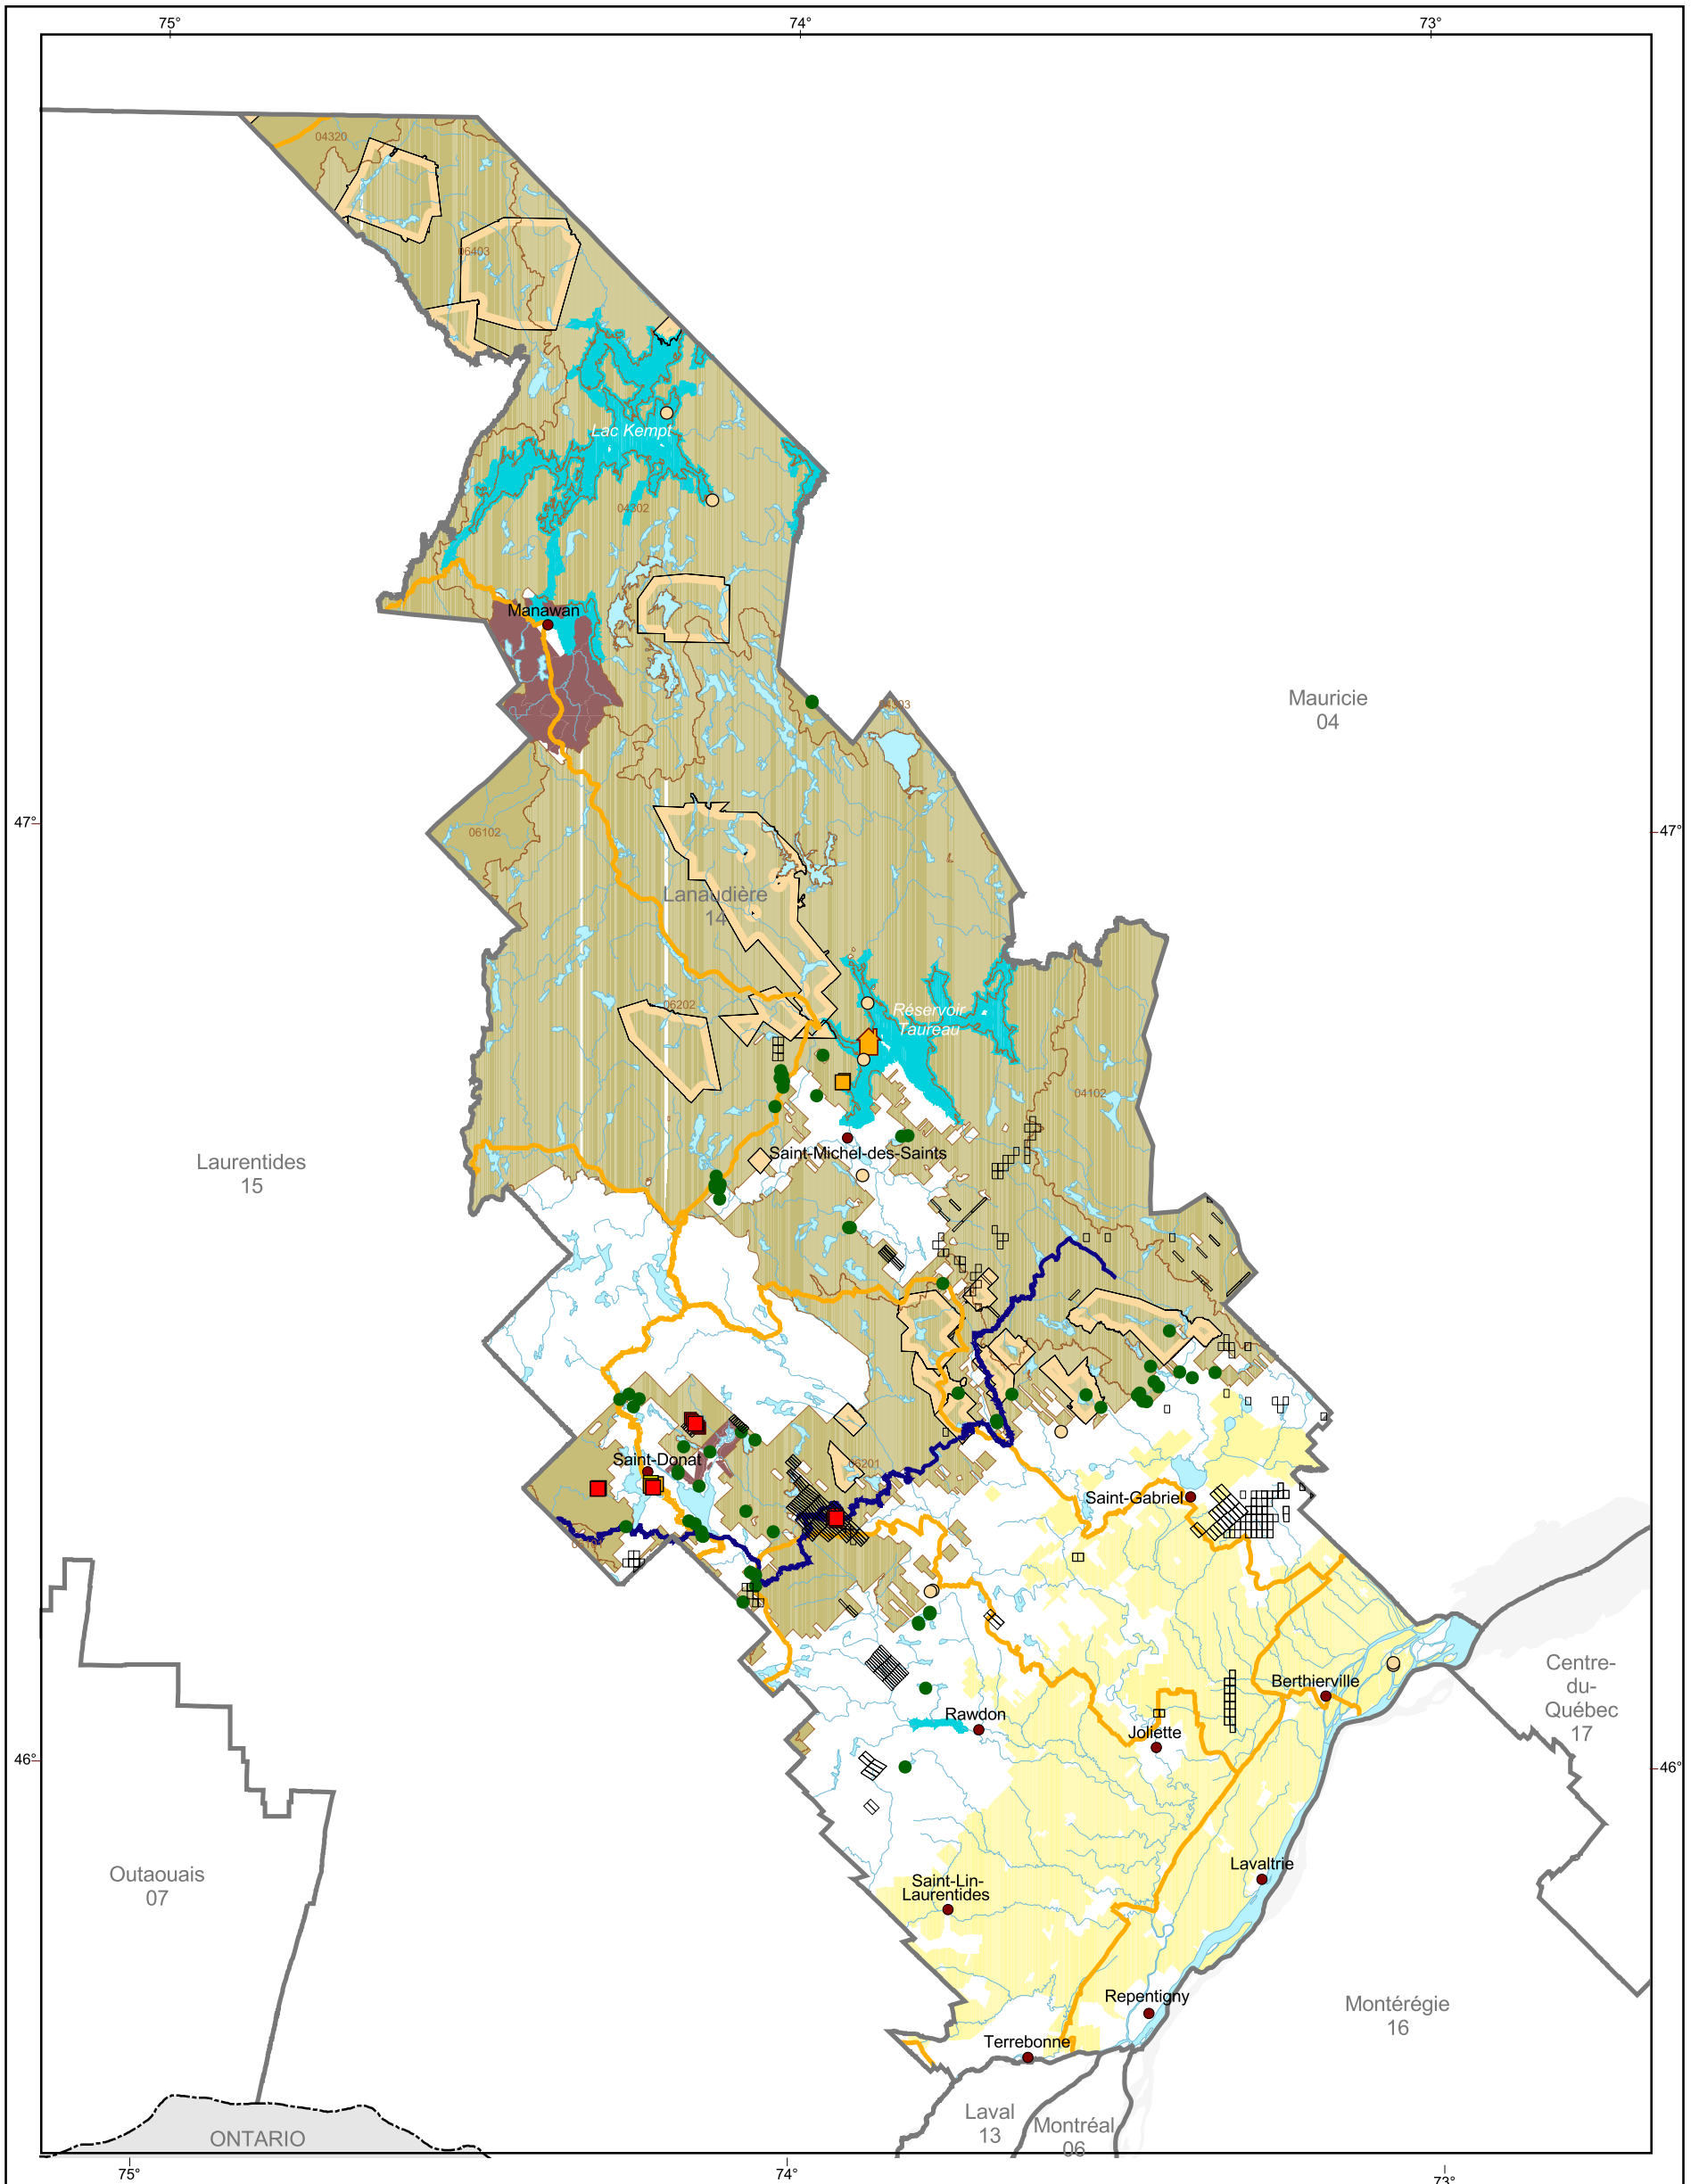 75°
74°
73°
04320
06403
Lac Kempt
04302
Manawan
04303
Mauricie
04
47°
47°
06102
Lanaudière
14
06202
Réservoir
Taureau
04102
Saint-Michel-des-Saints
Laurentides
15
Saint-Donat
06201
Saint-Gabriel
Berthierville
Centre-
du-
Québec
17
Rawdon
Joliette
46°
46°
Outaouais
07
Lavaltrie
Saint-Lin-
Laurentides
Repentigny
Montérégie
16
Terrebonne
Laval
13
Montréal
06
ONTARIO
75°
74°
73°